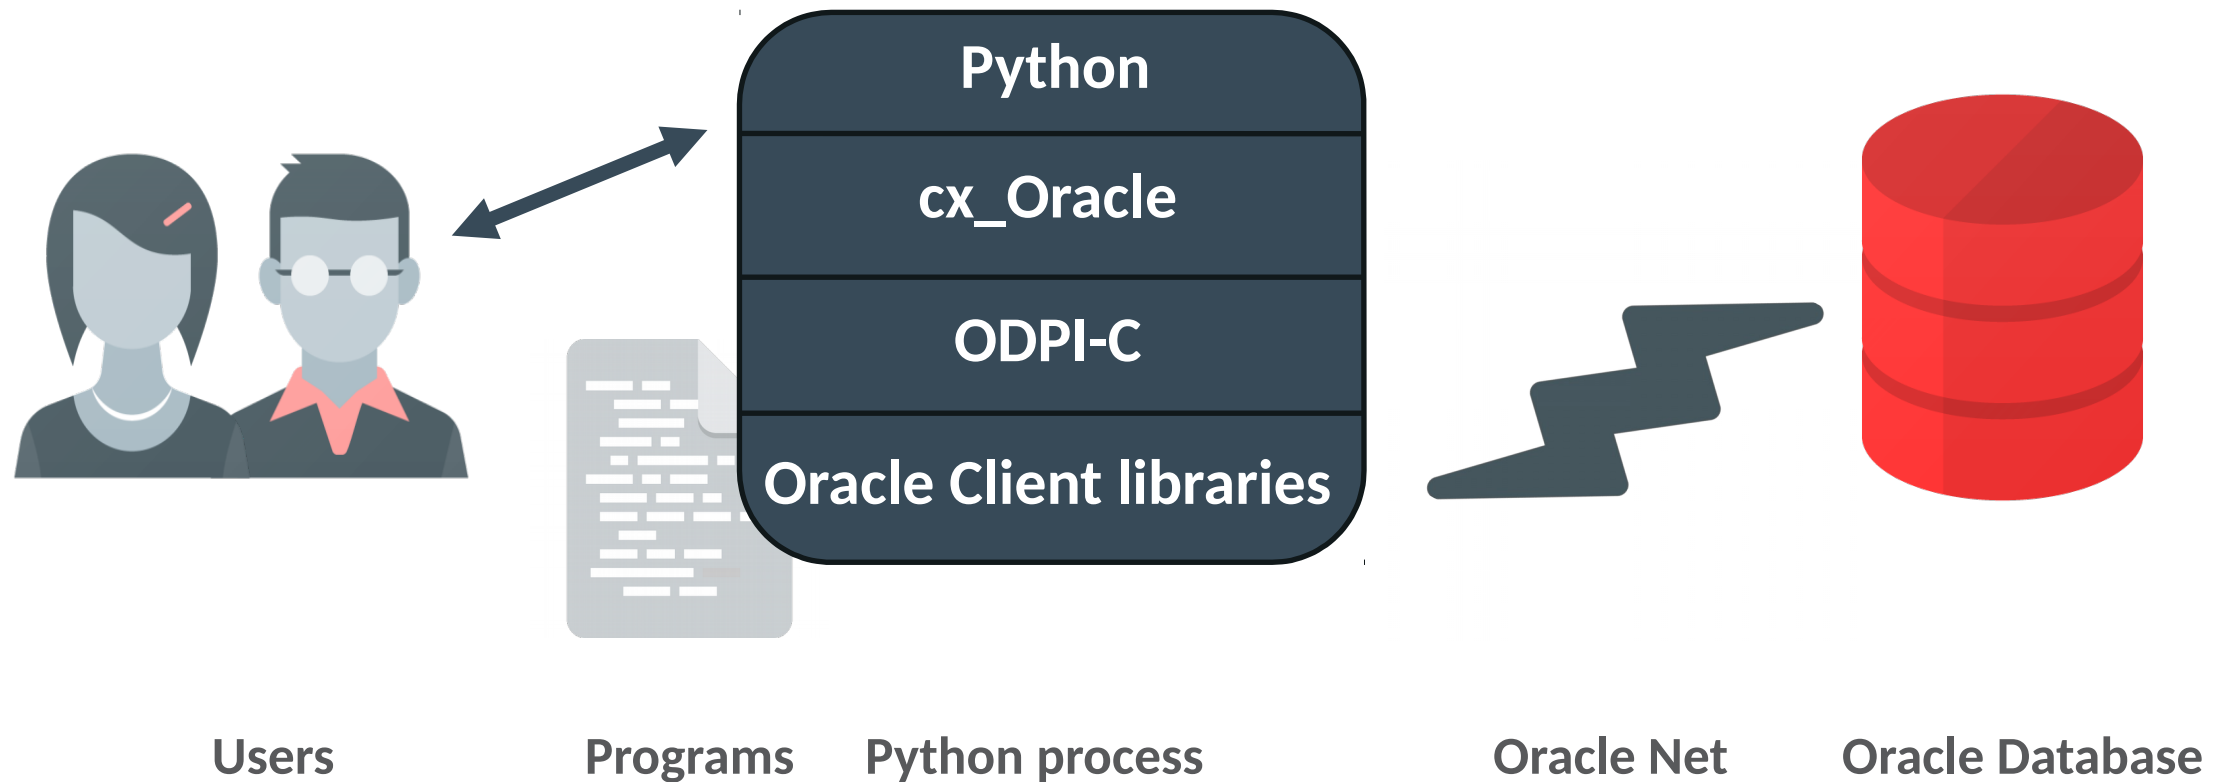 Python
cx_Oracle
ODPI-C
Oracle Client libraries
Users
Programs
Python process
Oracle Net
Oracle Database